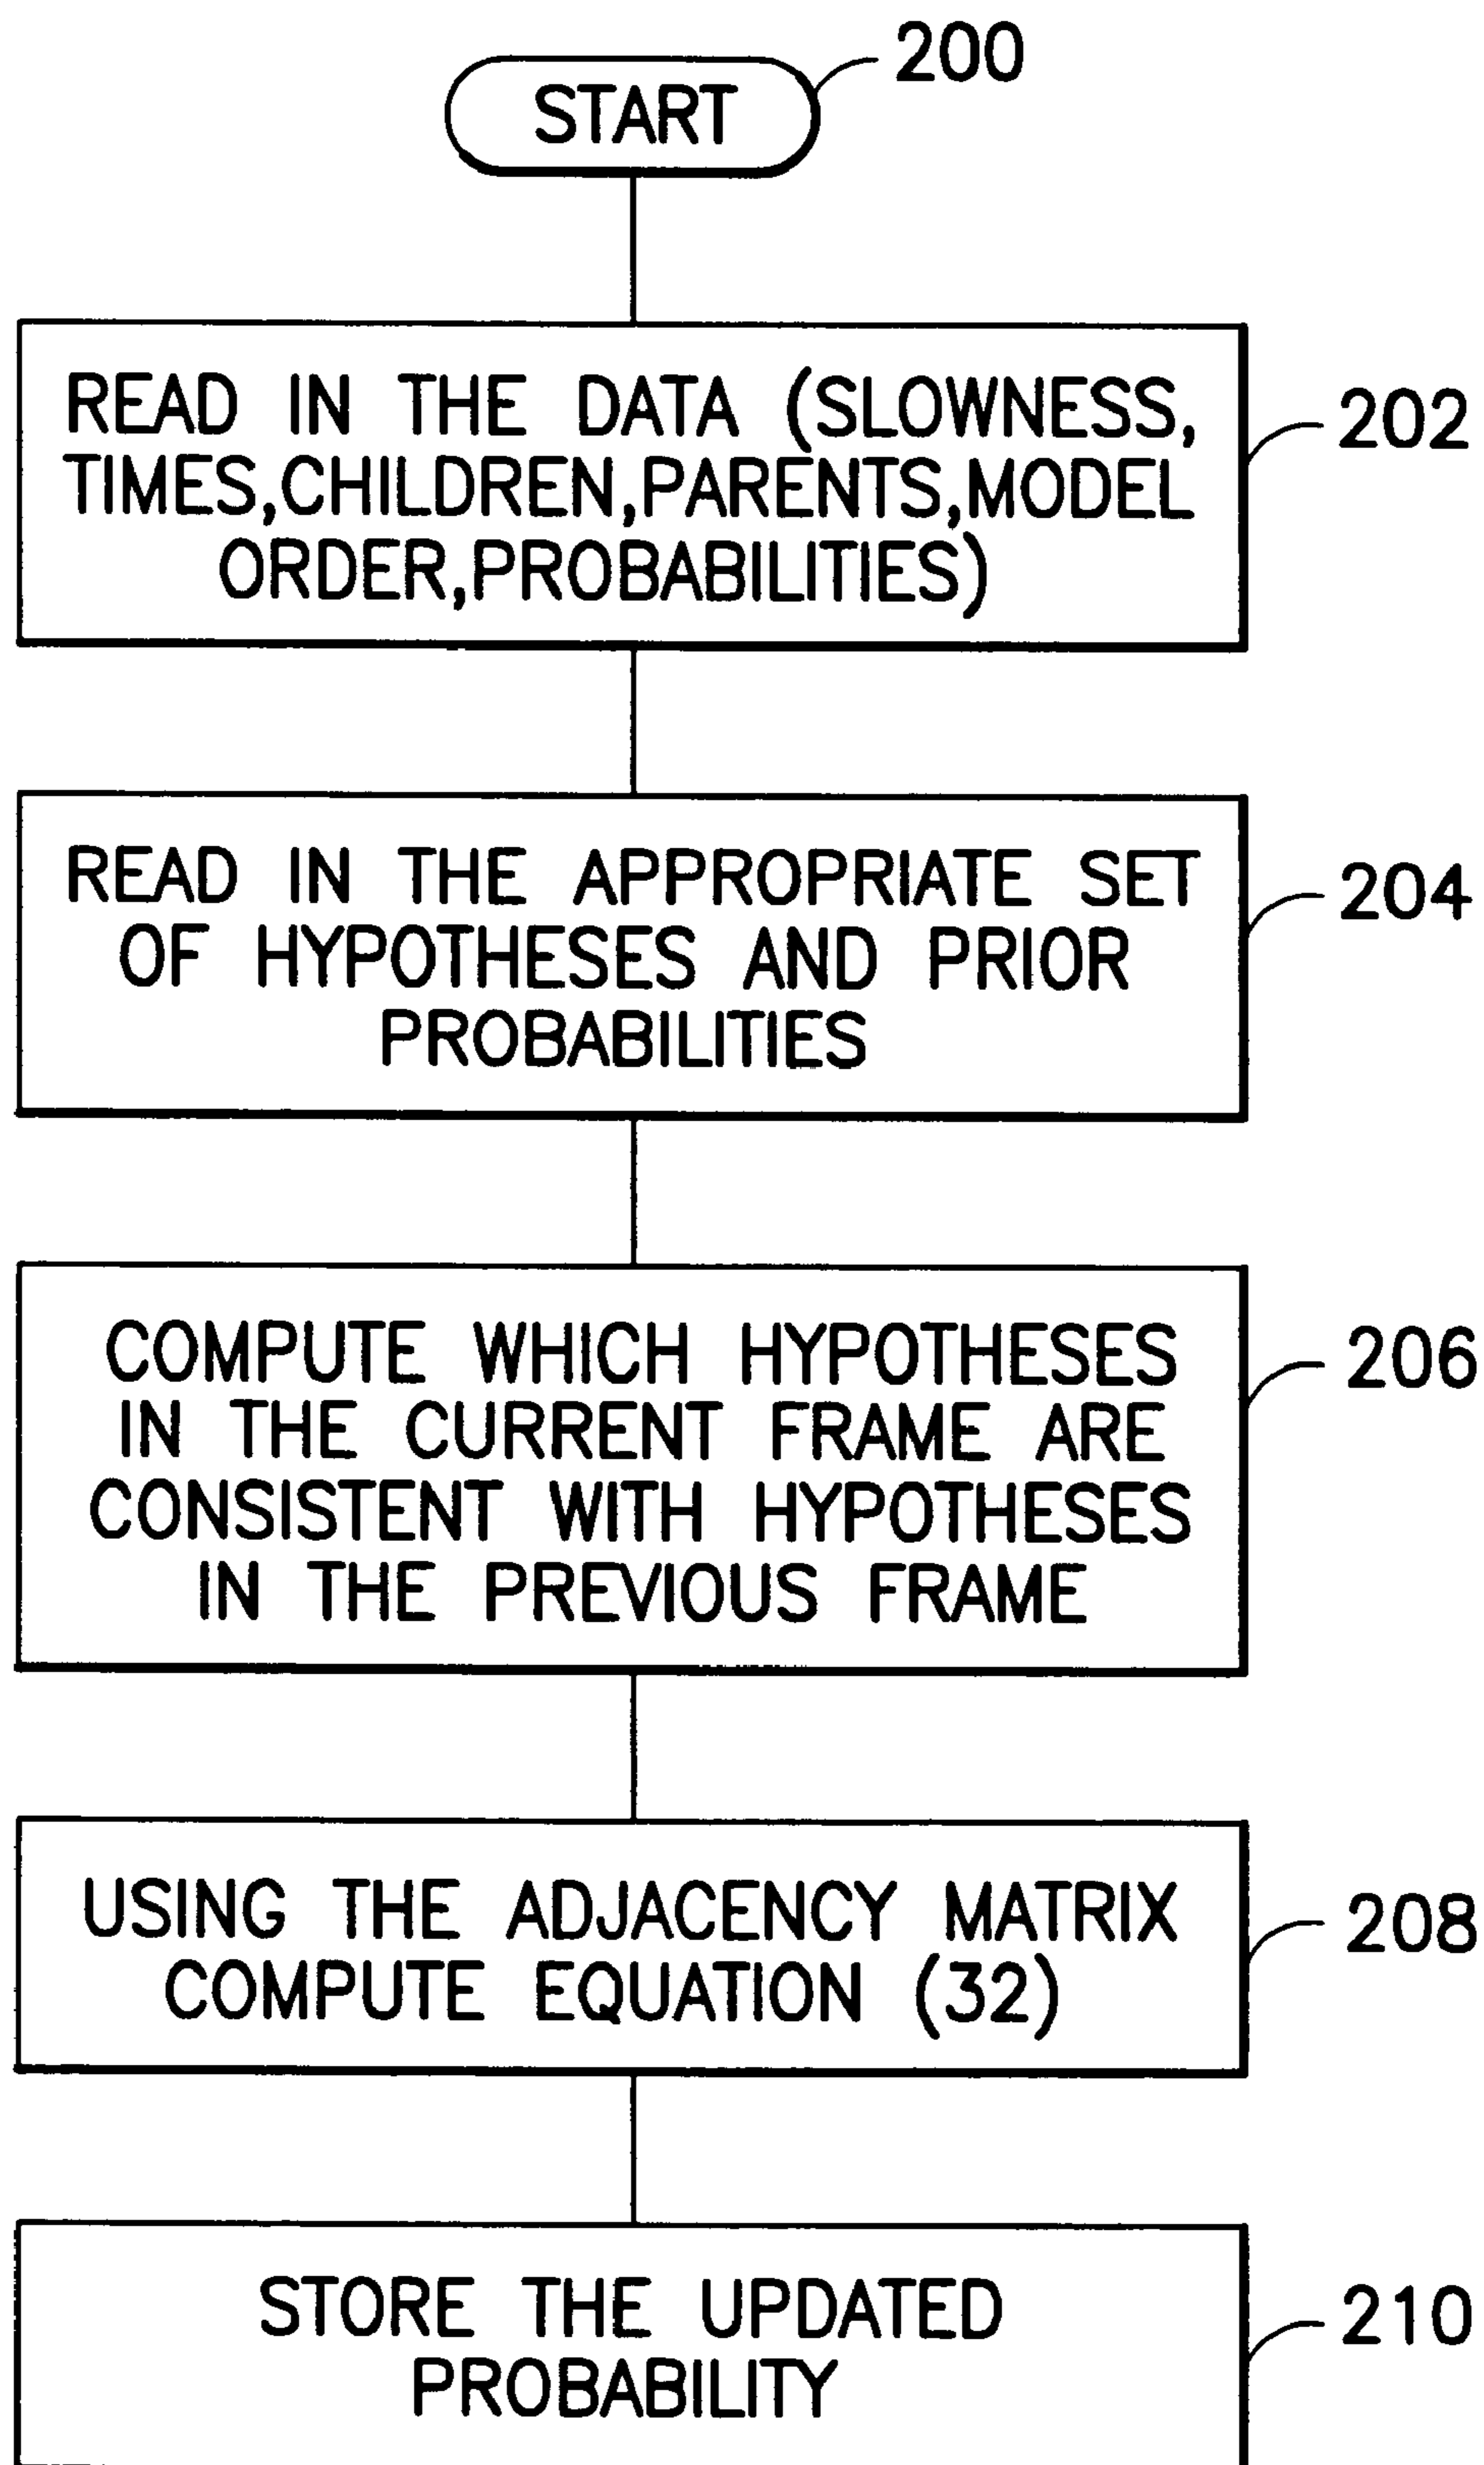 200
START
READ IN THE DATA (SLOWNESS,
TIMES,CHILDREN,PARENTS,MODEL
ORDER,PROBABILITIES)
202
READ IN THE APPROPRIATE SET
OF HYPOTHESES AND PRIOR
PROBABILITIES
204
COMPUTE WHICH HYPOTHESES
IN THE CURRENT FRAME ARE
CONSISTENT WITH HYPOTHESES
IN THE PREVIOUS FRAME
206
USING THE ADJACENCY MATRIX
COMPUTE EQUATION (32)
208
STORE THE UPDATED
PROBABILITY
210